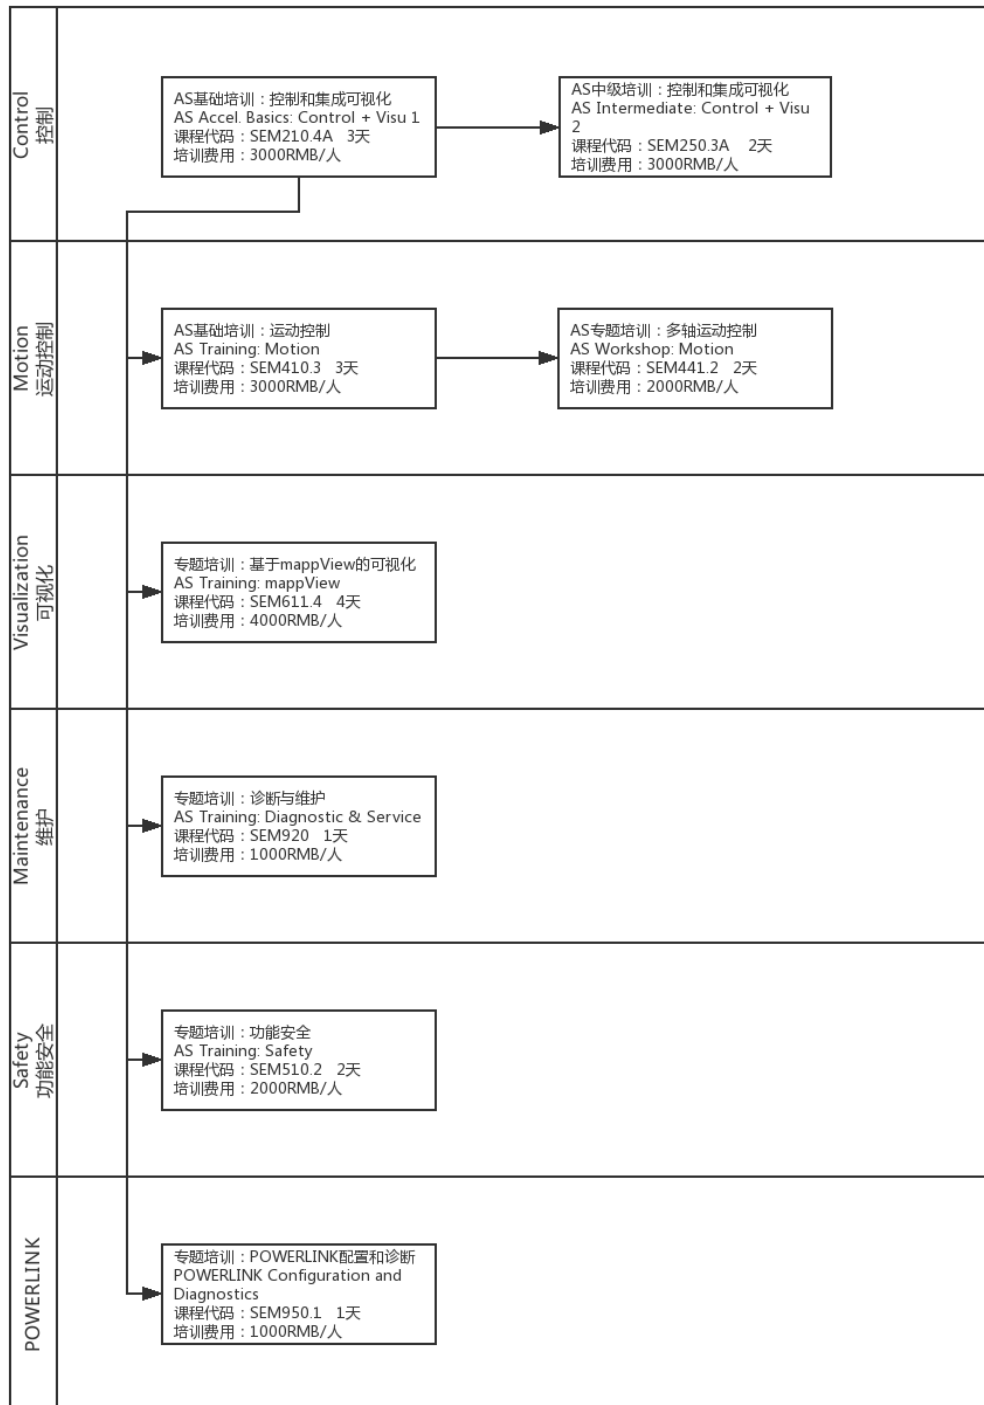 Control
控制
AS基础培训：控制和集成可视化
AS Accel. Basics: Control + Visu 1
课程代码：SEM210.4A 3天
培训费用：3000RMB/人
AS中级培训：控制和集成可视化
AS Intermediate: Control + Visu
2
课程代码：SEM250.3A 2天
培训费用：3000RMB/人
Motion
运动控制
AS基础培训：运动控制
AS Training: Motion
课程代码：SEM410.3 3天
培训费用：3000RMB/人
AS专题培训：多轴运动控制
AS Workshop: Motion
课程代码：SEM441.2 2天
培训费用：2000RMB/人
Visualization
可视化
专题培训：基于mappView的可视化
AS Training: mappView
课程代码：SEM611.4 4天
培训费用：4000RMB/人
Maintenance
维护
专题培训：诊断与维护
AS Training: Diagnostic & Service
课程代码：SEM920 1天
培训费用：1000RMB/人
Safety
功能安全
专题培训：功能安全
AS Training: Safety
课程代码：SEM510.2 2天
培训费用：2000RMB/人
POWERLINK
专题培训：POWERLINK配置和诊断
POWERLINK Configuration and
Diagnostics
课程代码：SEM950.1 1天
培训费用：1000RMB/人